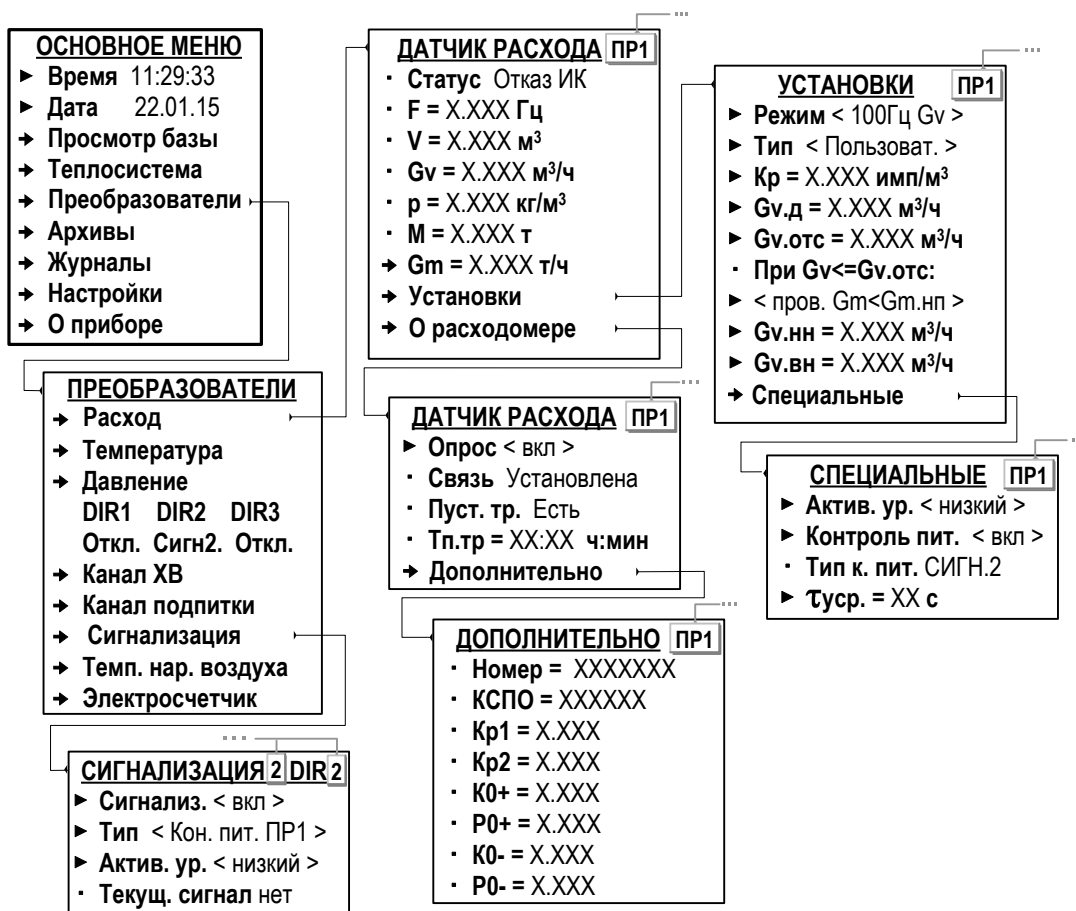 ОСНОВНОЕ МЕНЮ
Время 11:29:33
Дата 22.01.15
Просмотр базы
Теплосистема
Преобразователи
Архивы
Журналы
Настройки
О приборе
ПРЕОБРАЗОВАТЕЛИ
Расход
Температура
Давление
DIR1 DIR2 DIR3
Откл. Сигн2. Откл.
Канал ХВ
Канал подпитки
Сигнализация
Темп. нар. воздуха
Электросчетчик
СИГНАЛИЗАЦИЯ 2 DIR 2
Сигнализ. < вкл >
Тип < Кон. пит. ПР1 >
Актив. ур. < низкий >
Текущ. сигнал нет
ДАТЧИК РАСХОДА ПР1
Статус Отказ ИК
F = X.XXX Гц
V = X.XXX м³
Gv = X.XXX м³/ч
р = X.XXX кг/м³
М = X.XXX т
Gm = X.XXX т/ч
Установки
О расходомере
ДАТЧИК РАСХОДА ПР1
Опрос < вкл >
Связь Установлена
Пуст. тр. Есть
Тп.тр = XX:XX ч:мин
Дополнительно
ДОПОЛНИТЕЛЬНО ПР1
Номер = XXXXXXX
КСПО = XXXXXX
Кр1 = X.XXX
Кр2 = X.XXX
К0+ = X.XXX
Р0+ = X.XXX
К0- = X.XXX
Р0- = X.XXX
УСТАНОВКИ ПР1
Режим < 100Гц Gv >
Тип < Пользоват. >
Кр = X.XXX имп/м³
Gv.д = X.XXX м³/ч
Gv.отс = X.XXX м³/ч
При Gv<=Gv.отс:
< пров. Gm<Gm.нп >
Gv.нн = X.XXX м³/ч
Gv.вн = X.XXX м³/ч
Специальные
СПЕЦИАЛЬНЫЕ ПР1
Актив. ур. < низкий >
Контроль пит. < вкл >
Тип к. пит. СИГН.2
τуср. = XX с